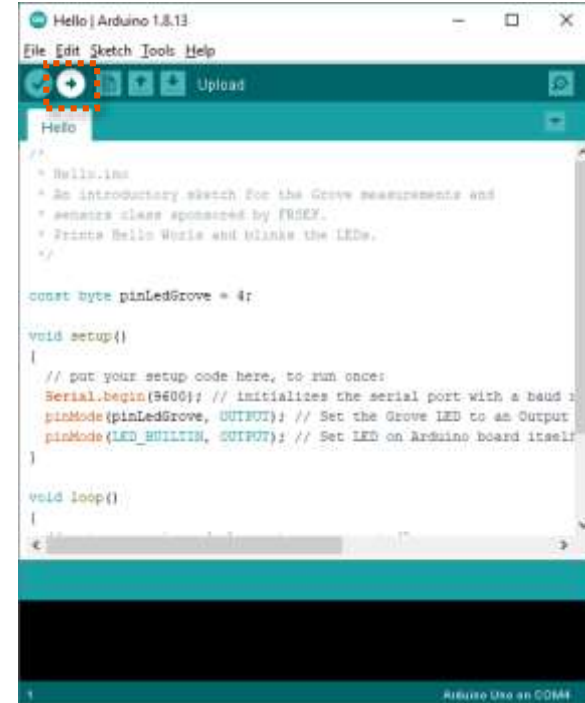 Hello | Arduino 1.8.13
File Edit Sketch Tools Help
Upload
Hello
/*
* Hello.ino
* An introductory sketch for the Grove measurements and
* sensors class sponsored by
* Prints Hello World and blinks the LEDs.
*/
const byte pinLedGrove = 4;
void setup()
{
// put your setup code here, to run once:
Serial.begin(9600); // initializes the serial port with a baud
pinMode(pinLedGrove, OUTPUT); // Set the Grove LED to an Output
pinMode(LED_BUILTIN, OUTPUT); // Set LED on Arduino board itself
}
void loop()
{
1
Arduino Uno on COM4